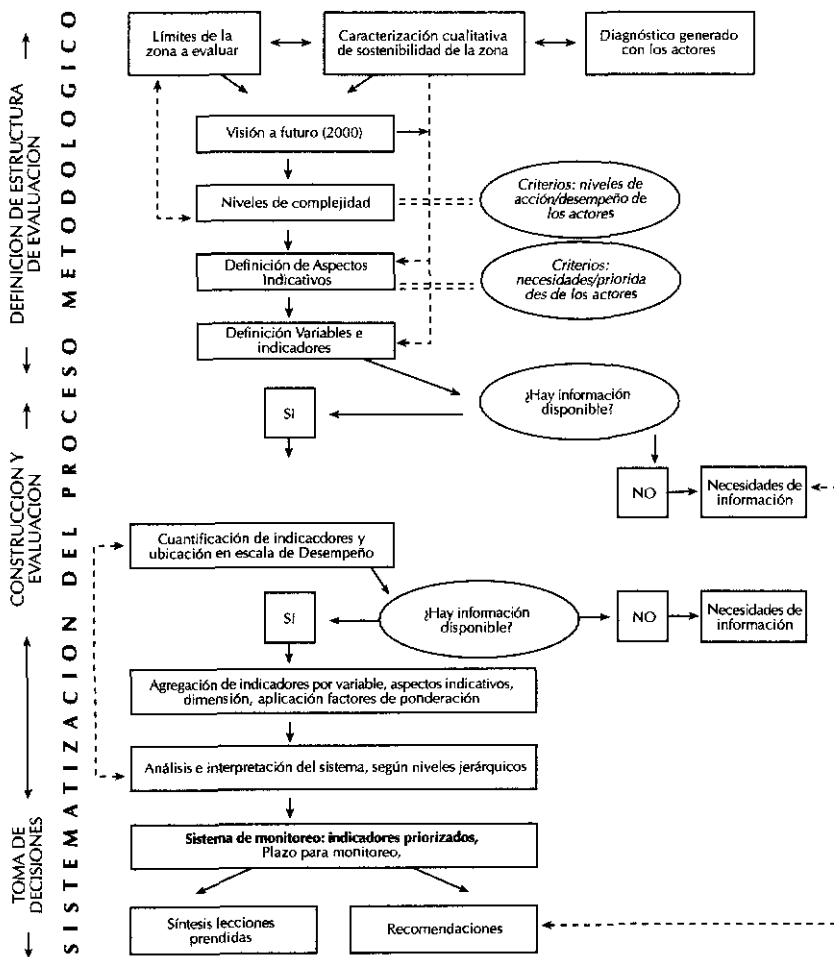 SISTEMATIZACION DEL PROCESO METODOLOGICO
DEFINICION DE ESTRUCTURA
DE EVALUACION
CONSTRUCCION Y
EVALUACION
TOMA DE
DECISIONES
Límites de la
zona a evaluar
Caracterización cualitativa
de sostenibilidad de la zona
Diagnóstico generado
con los actores
Visión a futuro (2000)
Niveles de complejidad
Criterios: niveles de
acción/desempeño de
los actores
Definición de Aspectos
Indicativos
Criterios:
necesidades/priorida
des de los actores
Definición Variables e
indicadores
¿Hay información
disponible?
SI
NO
Necesidades de
información
Cuantificación de indicacdores y
ubicación en escala de Desempeño
SI
¿Hay información
disponible?
NO
Necesidades de
información
Agregación de indicadores por variable, aspectos indicativos,
dimensión, aplicación factores de ponderación
Análisis e interpretación del sistema, según niveles jerárquicos
Sistema de monitoreo: indicadores priorizados,
Plazo para monitoreo,
Síntesis lecciones
prendidas
Recomendaciones